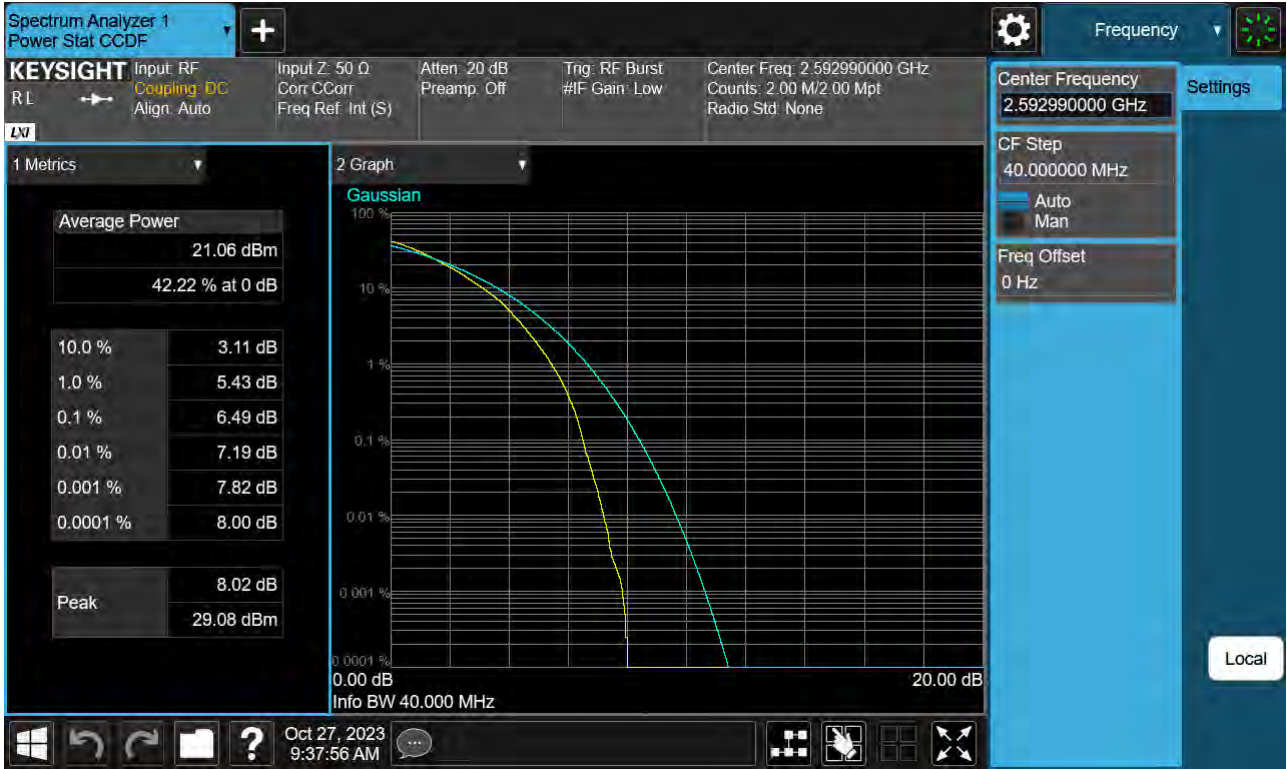 Spectrum Analyzer 1
Power Stat CCDF
Frequency
KEYSIGHT
R L
LXI
Input: RF
Coupling: DC
Align: Auto
Input Z: 50 Ω
Corr CCorr
Freq Ref: Int (S)
Atten: 20 dB
Preamp: Off
Trig: RF Burst
#IF Gain: Low
Center Freq: 2.592990000 GHz
Counts: 2.00 M/2.00 Mpt
Radio Std: None
1 Metrics
Average Power
21.06 dBm
42.22 % at 0 dB
10.0 % 3.11 dB
1.0 % 5.43 dB
0.1 % 6.49 dB
0.01 % 7.19 dB
0.001 % 7.82 dB
0.0001 % 8.00 dB
Peak
8.02 dB
29.08 dBm
2 Graph
Gaussian
100 %
10 %
1 %
0.1 %
0.01 %
0.001 %
0.0001 %
0.00 dB 20.00 dB
Info BW 40.000 MHz
Center Frequency
2.592990000 GHz
CF Step
40.000000 MHz
Auto
Man
Freq Offset
0 Hz
Settings
Local
?
Oct 27, 2023
9:37:56 AM